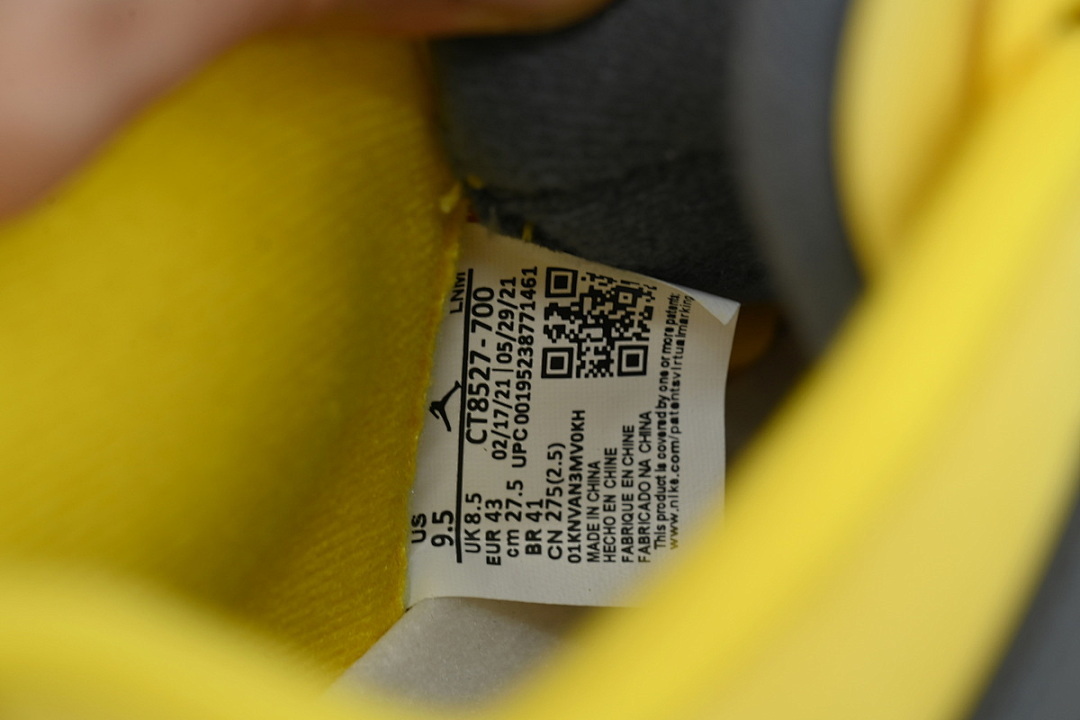 LNM
US
9.5
CT8527-700
UK 8.5
02/17/21 | 05/29/21
EUR 43
UPC 00195238771461
cm 27.5
BR 41
CN 275(2.5)
01KNVAN3MV0KH
MADE IN CHINA
HECHO EN CHINE
FABRIQUE EN CHINE
FABRICADO NA CHINA
This product is covered by one or more patents:
www.nike.com/patentsvirtualmarking